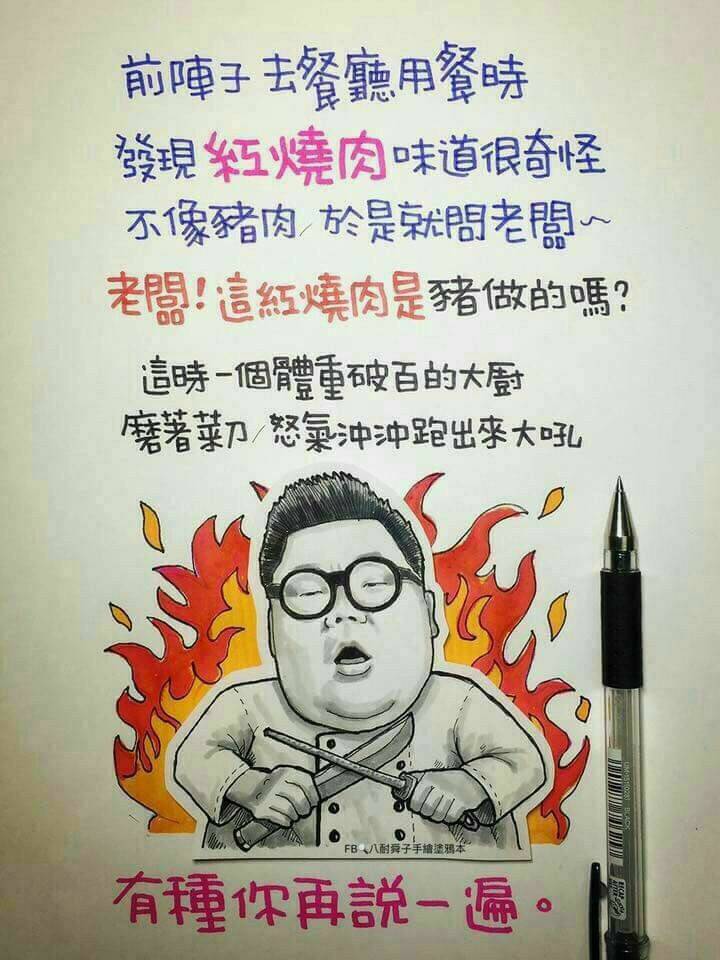 前陣子去餐廳用餐時
發現紅燒肉味道很奇怪
不像豬肉/於是就問老闆~
老闆!這紅燒肉是豬做的嗎?
這時一個體重破百的大廚
磨著菜刀/怒氣沖沖跑出來大吼
FB 八耐舜子手繪塗鴉本
有種你再說一遍。